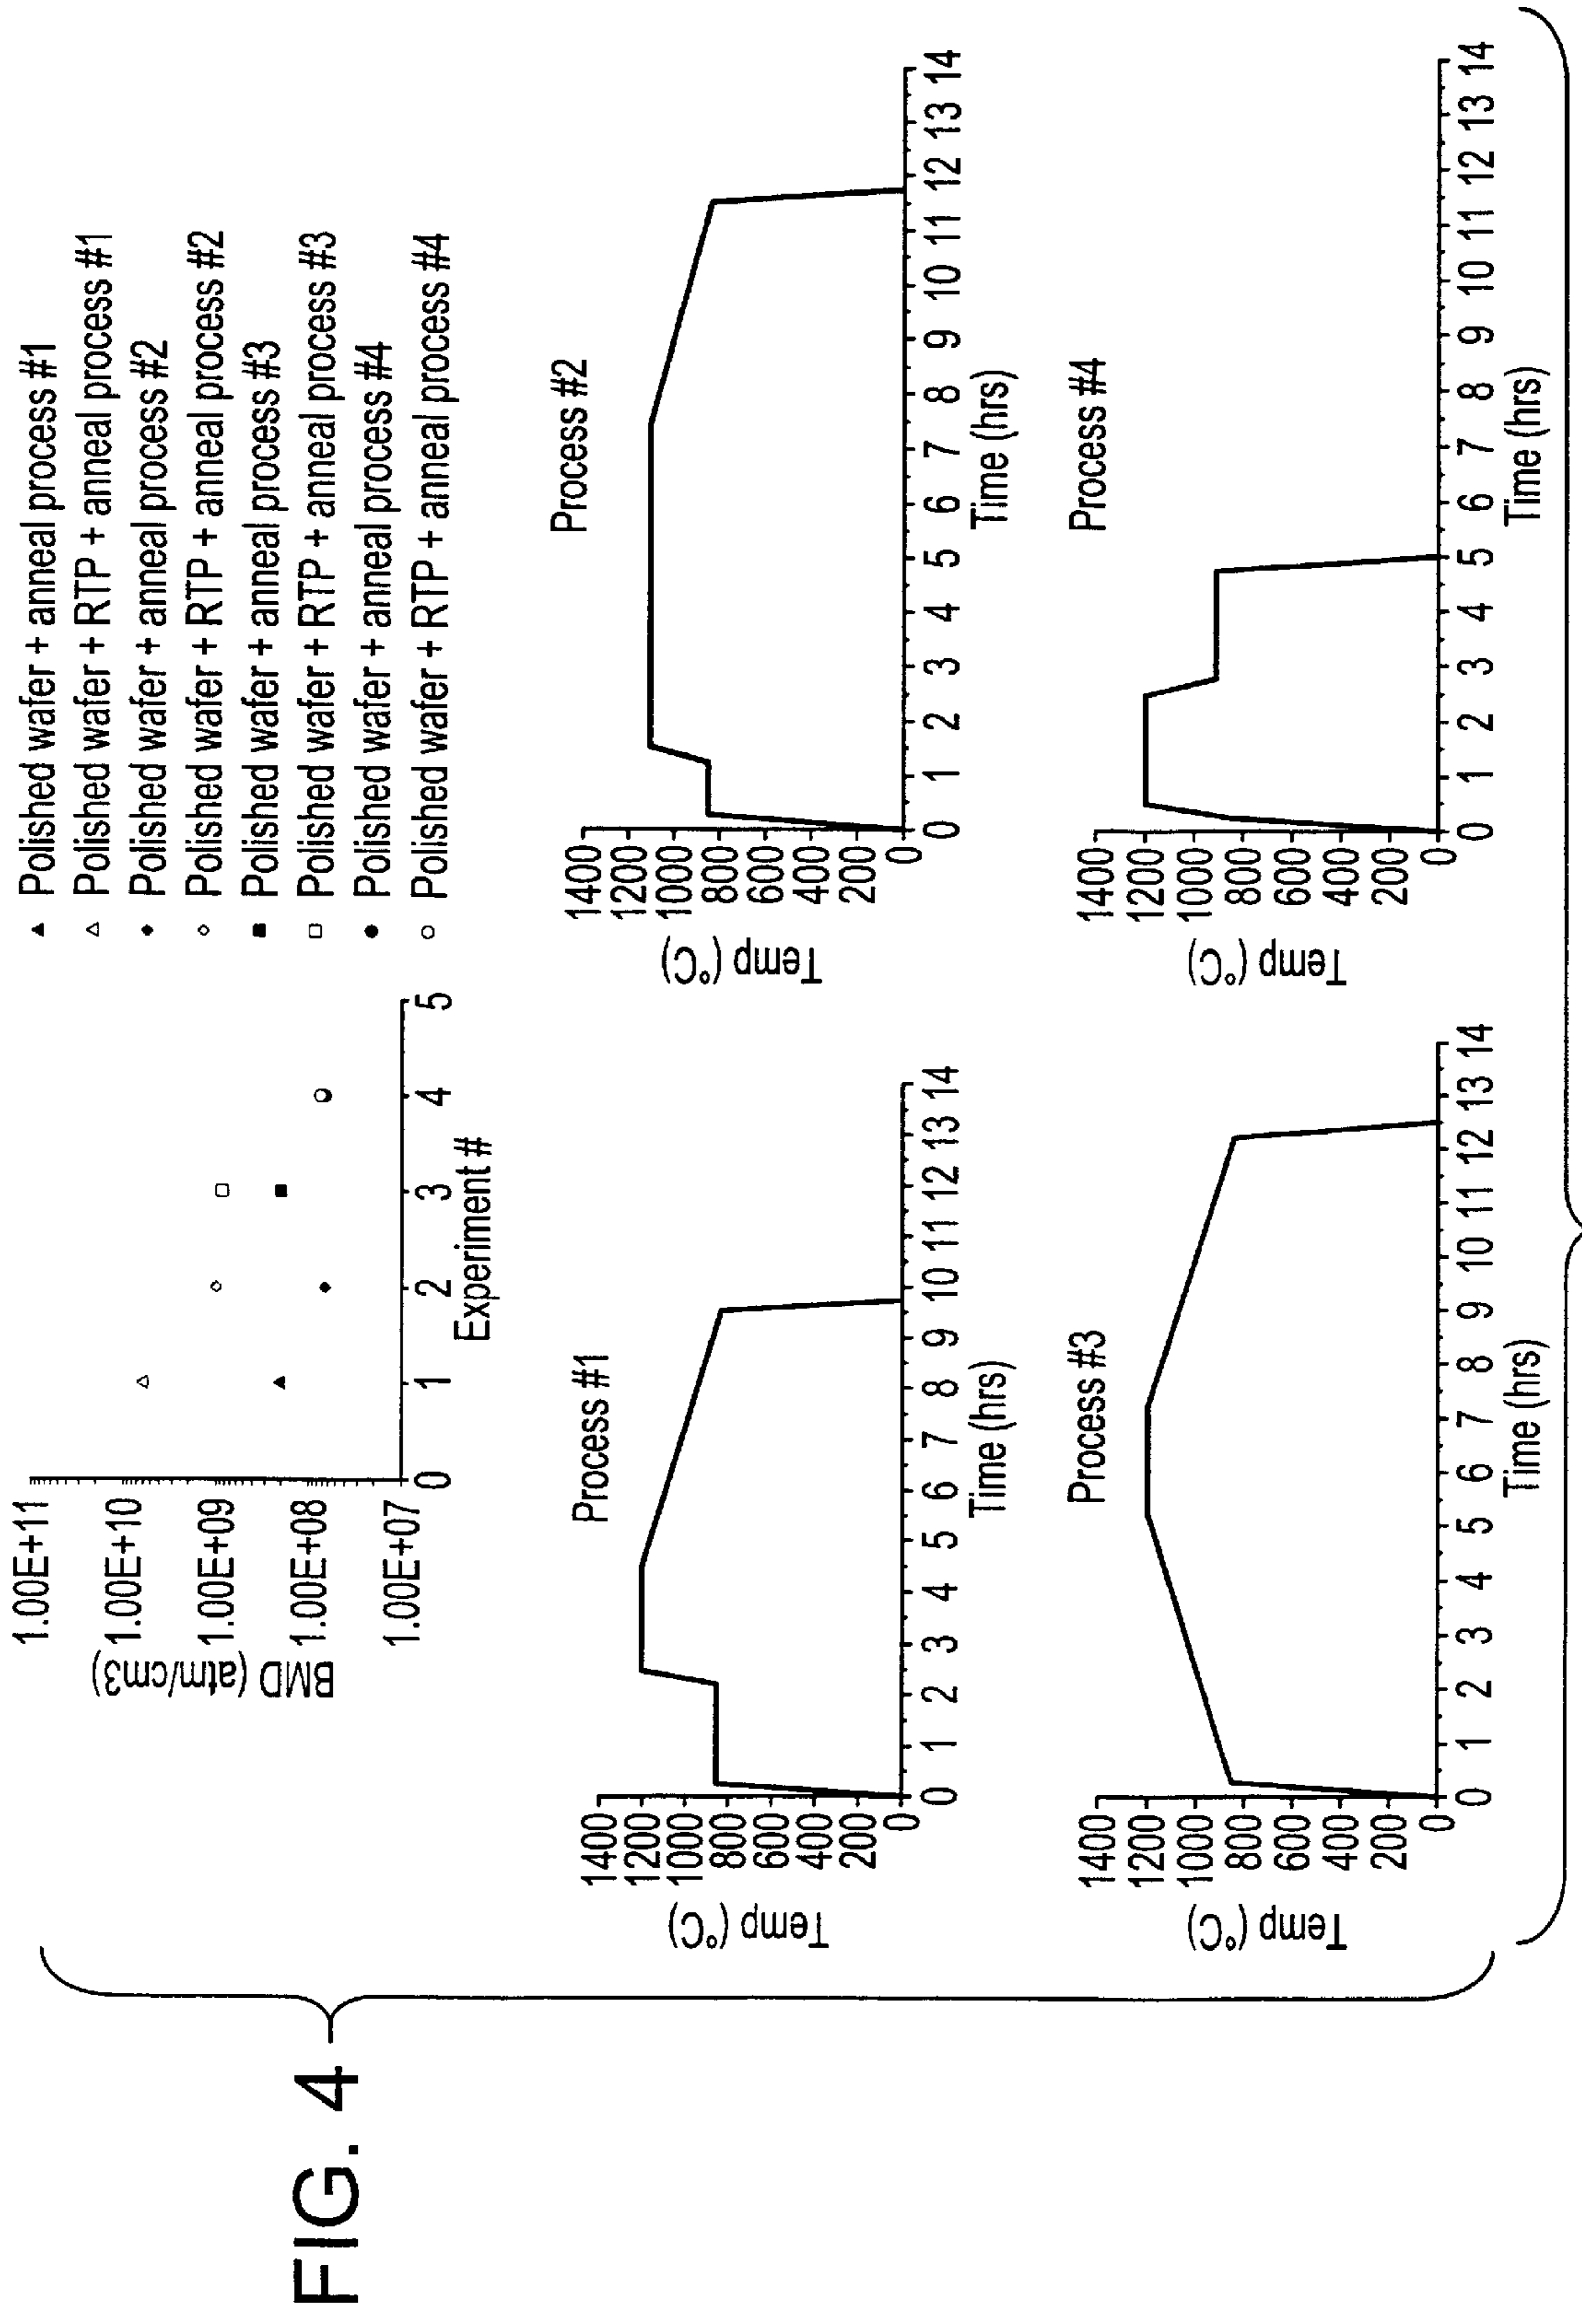 FIG. 4
BMD (atm/cm3)
1.00E+11
1.00E+10
1.00E+09
1.00E+08
1.00E+07
0 1 2 3 4 5
Experiment #
Polished wafer + anneal process #1
Polished wafer + RTP + anneal process #1
Polished wafer + anneal process #2
Polished wafer + RTP + anneal process #2
Polished wafer + anneal process #3
Polished wafer + RTP + anneal process #3
Polished wafer + anneal process #4
Polished wafer + RTP + anneal process #4
Process #1
Temp (°C)
1400
1200
1000
800
600
400
200
0
0 1 2 3 4 5 6 7 8 9 10 11 12 13 14
Time (hrs)
Process #2
Temp (°C)
1400
1200
1000
800
600
400
200
0
0 1 2 3 4 5 6 7 8 9 10 11 12 13 14
Time (hrs)
Process #3
Temp (°C)
1400
1200
1000
800
600
400
200
0
0 1 2 3 4 5 6 7 8 9 10 11 12 13 14
Time (hrs)
Process #4
Temp (°C)
1400
1200
1000
800
600
400
200
0
0 1 2 3 4 5 6 7 8 9 10 11 12 13 14
Time (hrs)